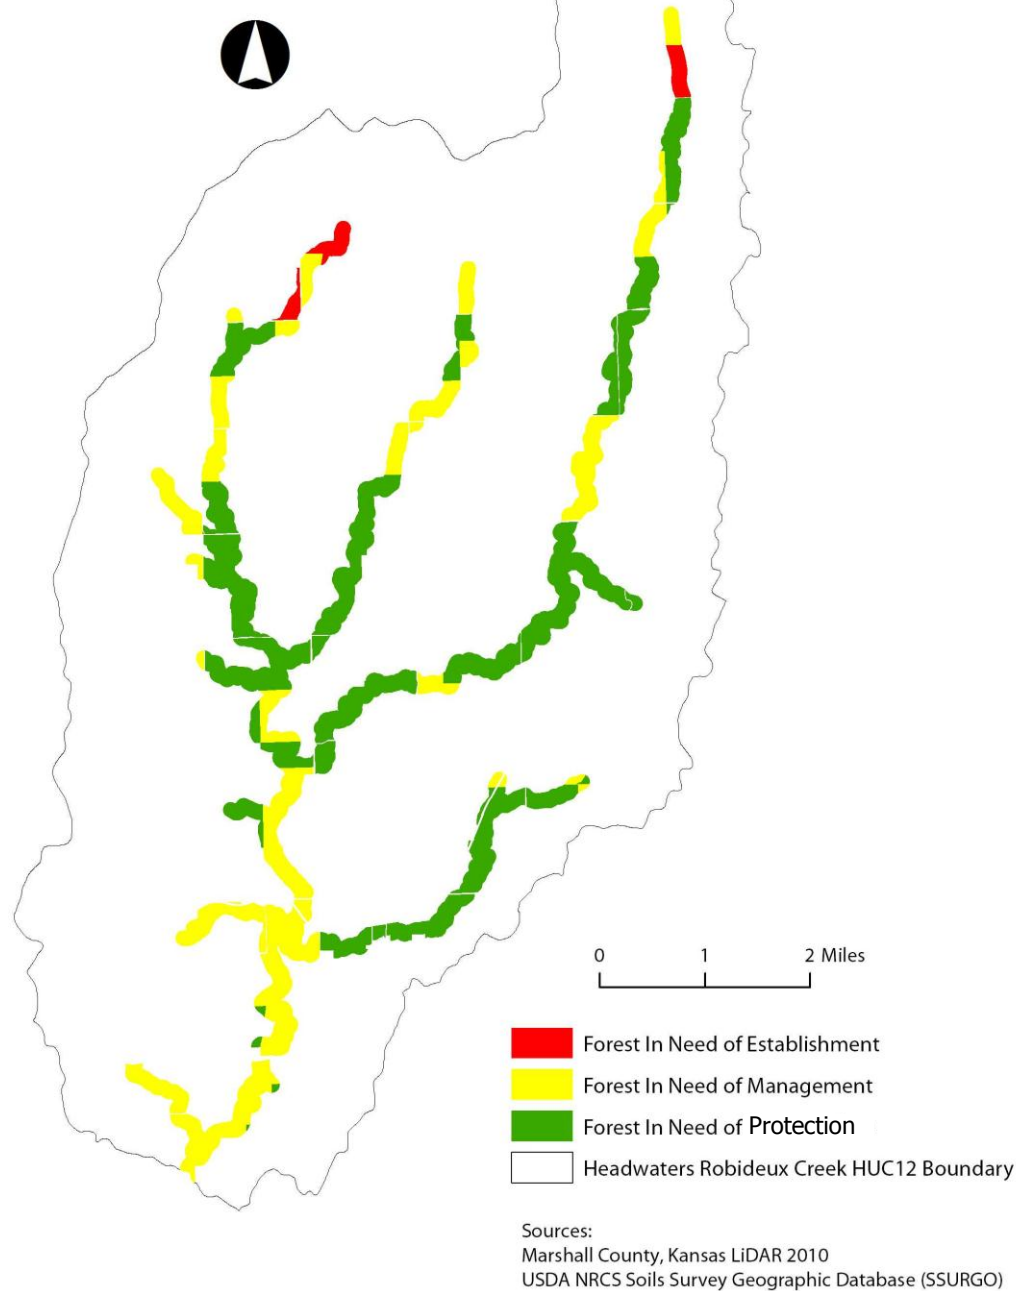 0 1 2 Miles
Forest In Need of Establishment
Forest In Need of Management
Forest In Need of Protection
Headwaters Robideux Creek HUC12 Boundary
Sources:
Marshall County, Kansas LiDAR 2010
USDA NRCS Soils Survey Geographic Database (SSURGO)